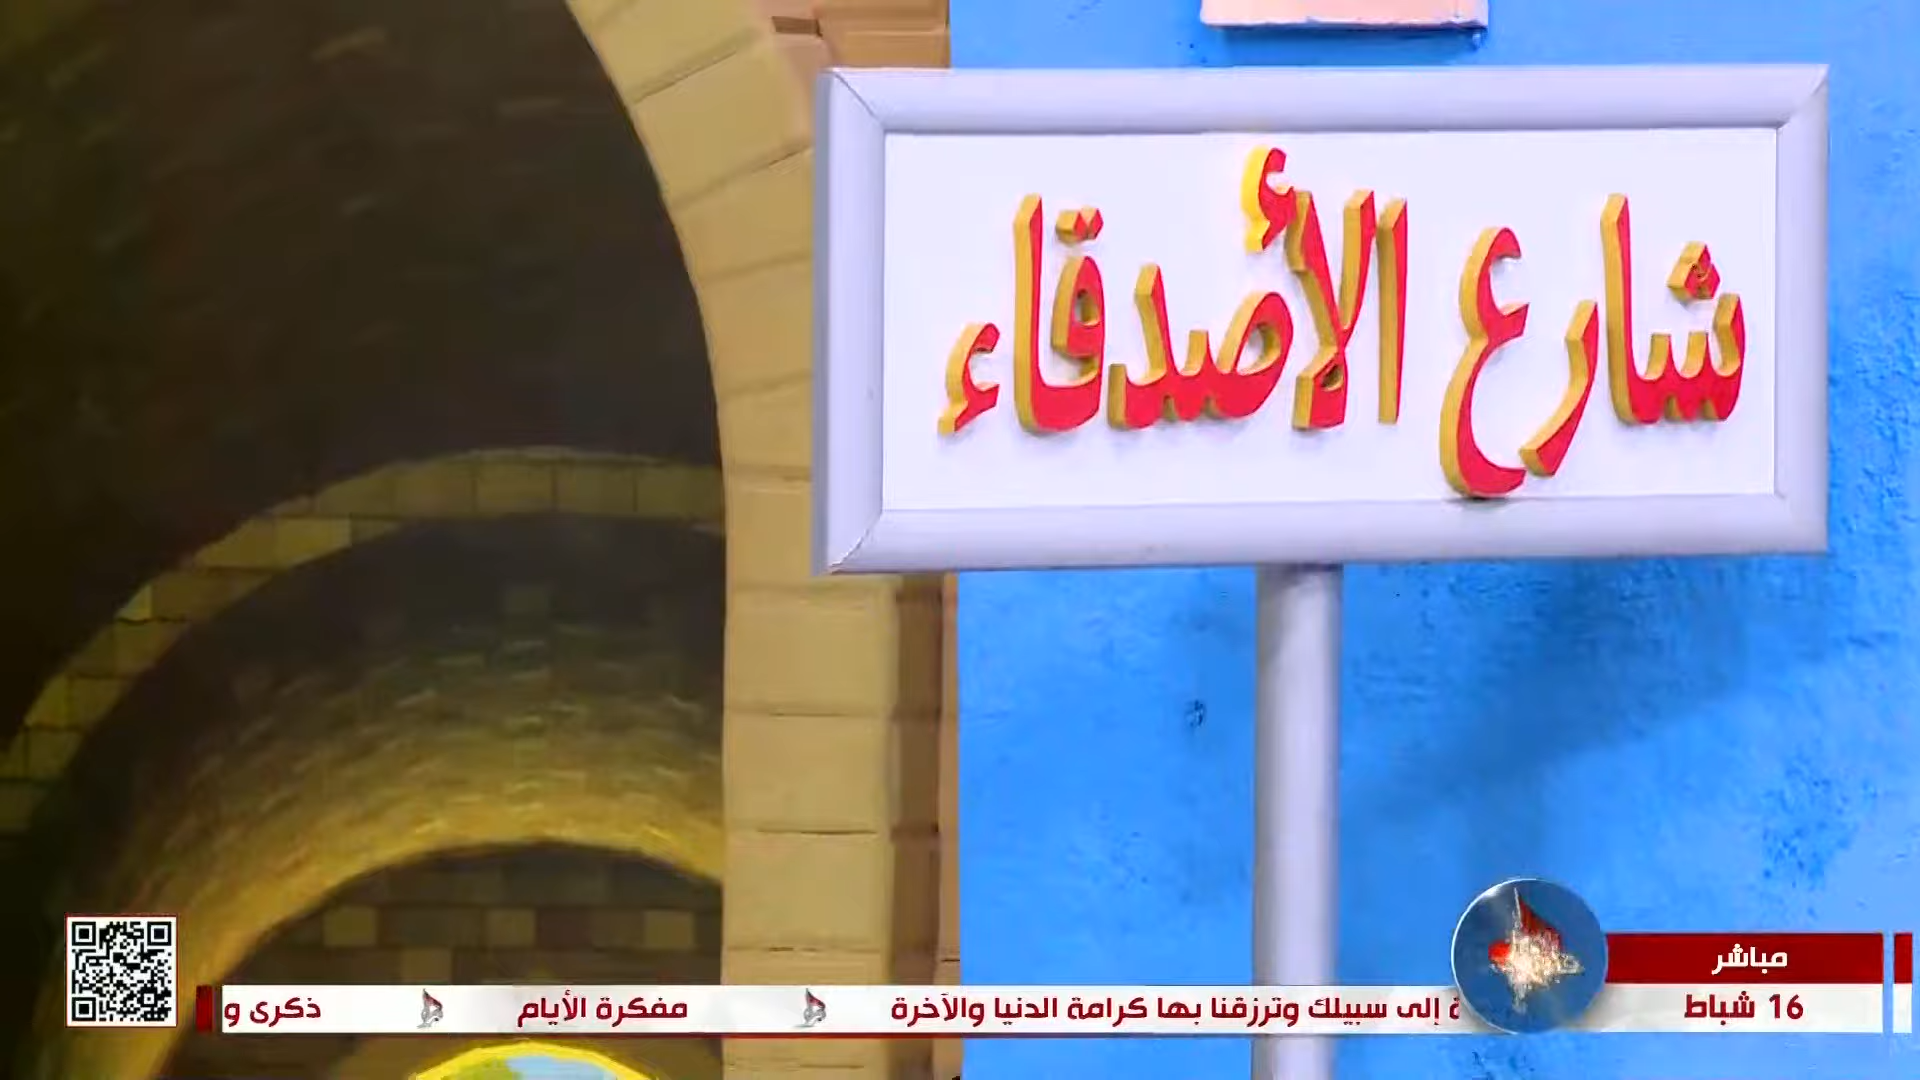 شارع الأصدقاء
مباشر
16 شباط
إلى سبيلك وترزقنا بها كرامة الدنيا والآخرة
مفكرة الأيام
ذكرى و